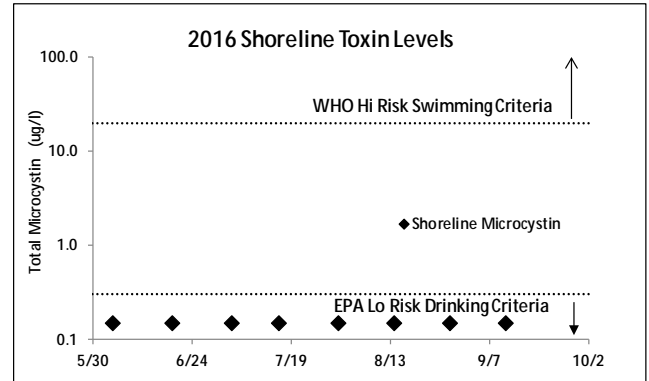 2016 Shoreline Toxin Levels
100.0
WHO Hi Risk Swimming Criteria
10.0
Total Microcystin (ug/l)
Shoreline Microcystin
1.0
EPA Lo Risk Drinking Criteria
0.1
5/30 6/24 7/19 8/13 9/7 10/2